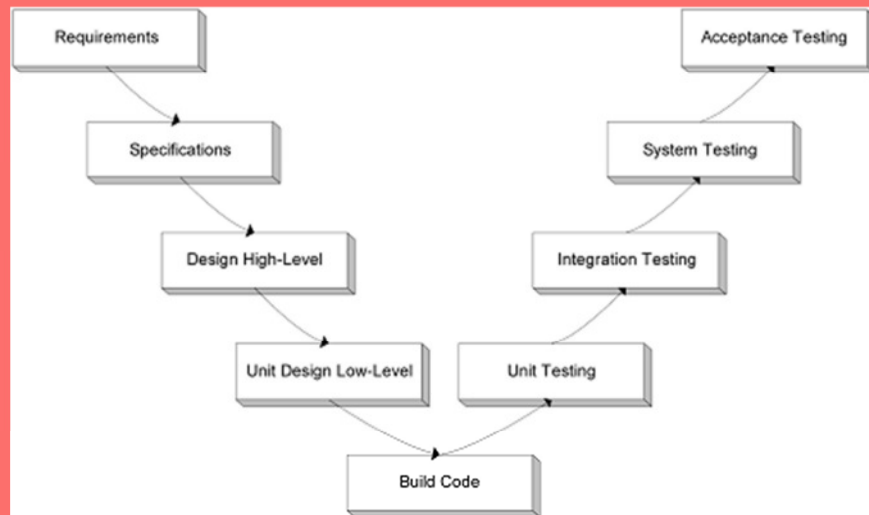 Requirements
Acceptance Testing
Specifications
System Testing
Design High-Level
Integration Testing
Unit Design Low-Level
Unit Testing
Build Code